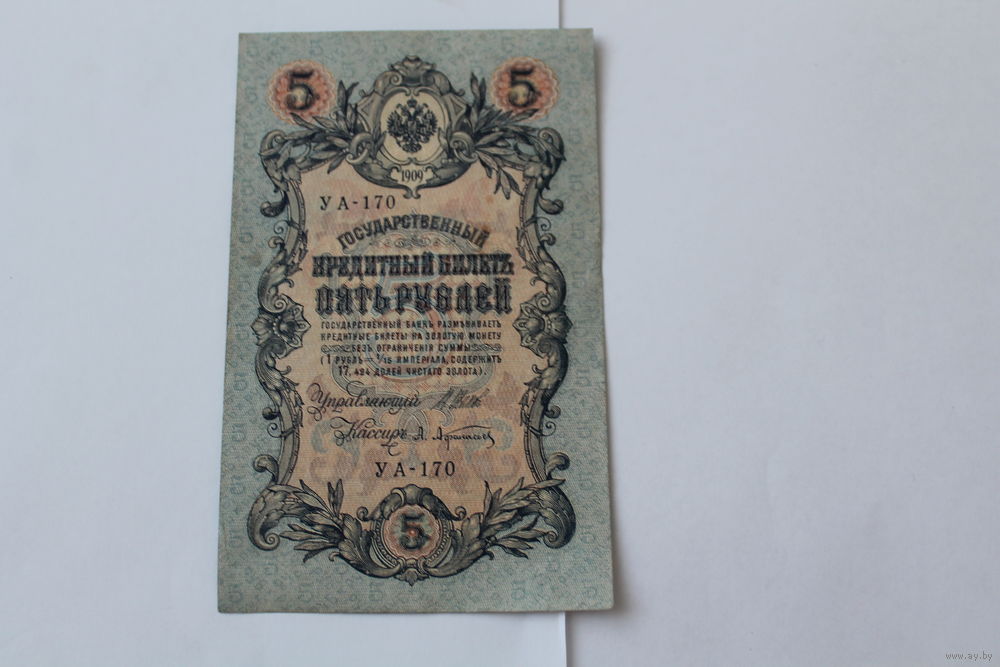 5 5
1909
УА-170
ГОСУДАРСТВЕННЫЙ
КРЕДИТНЫЙ БИЛЕТЪ
ПЯТЬ РУБЛЕЙ
ГОСУДАРСТВЕННЫЙ БАНКЪ РАЗМѢНИВАЕТЪ
КРЕДИТНЫЕ БИЛЕТЫ НА ЗОЛОТУЮ МОНЕТУ
БЕЗЪ ОГРАНИЧЕНІЯ СУММЫ
(1 РУБЛЬ = 1/15 ИМПЕРІАЛА, СОДЕРЖИТЪ
17,424 ДОЛЕЙ ЧИСТАГО ЗОЛОТА).
Управляющій
Кассиръ А. Афанасьев
УА-170
5
www.ay.by